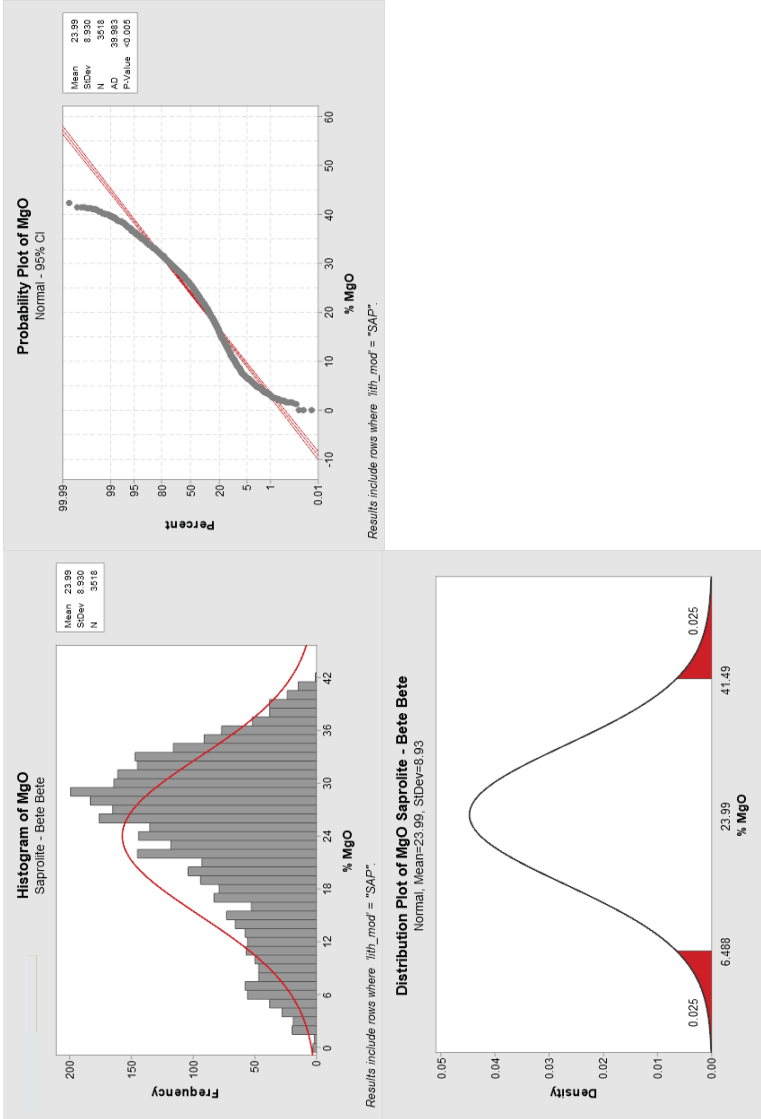 Histogram of MgO
Saprolite - Bete Bete
Mean 23.99
StDev 8.930
N 3518
200
150
100
50
0
Frequency
0 6 12 18 24 30 36 42
% MgO
Results include rows where 'lith_mod' = "SAP".
Probability Plot of MgO
Normal - 95% CI
Mean 23.99
StDev 8.930
N 3518
AD 39.983
P-Value <0.005
99.99
99
95
80
50
20
5
1
0.01
Percent
-10 0 10 20 30 40 50 60
% MgO
Results include rows where 'lith_mod' = "SAP".
Distribution Plot of MgO Saprolite - Bete Bete
Normal, Mean=23.99, StDev=8.93
0.05
0.04
0.03
0.02
0.01
0.00
Density
0.025
0.025
6.488 23.99 41.49
% MgO